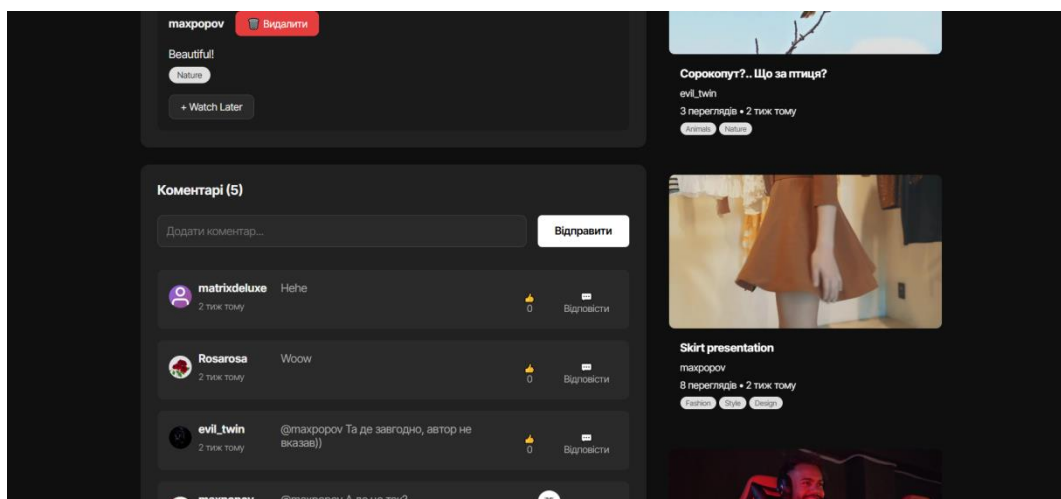 maxpopov
Видалити
Beautiful!
Nature
+ Watch Later
Коментарі (5)
Додати коментар...
Відправити
matrixdeluxe
Hehe
2 тиж тому
0
Відповісти
Rosarosa
Woow
2 тиж тому
0
Відповісти
evil_twin
@maxpopov Та де завгодно, автор не
вказав))
2 тиж тому
0
Відповісти
maxpopov
Сорокопут?.. Що за птиця?
evil_twin
3 переглядів • 2 тиж тому
Animals Nature
Skirt presentation
maxpopov
8 переглядів • 2 тиж тому
Fashion Style Design